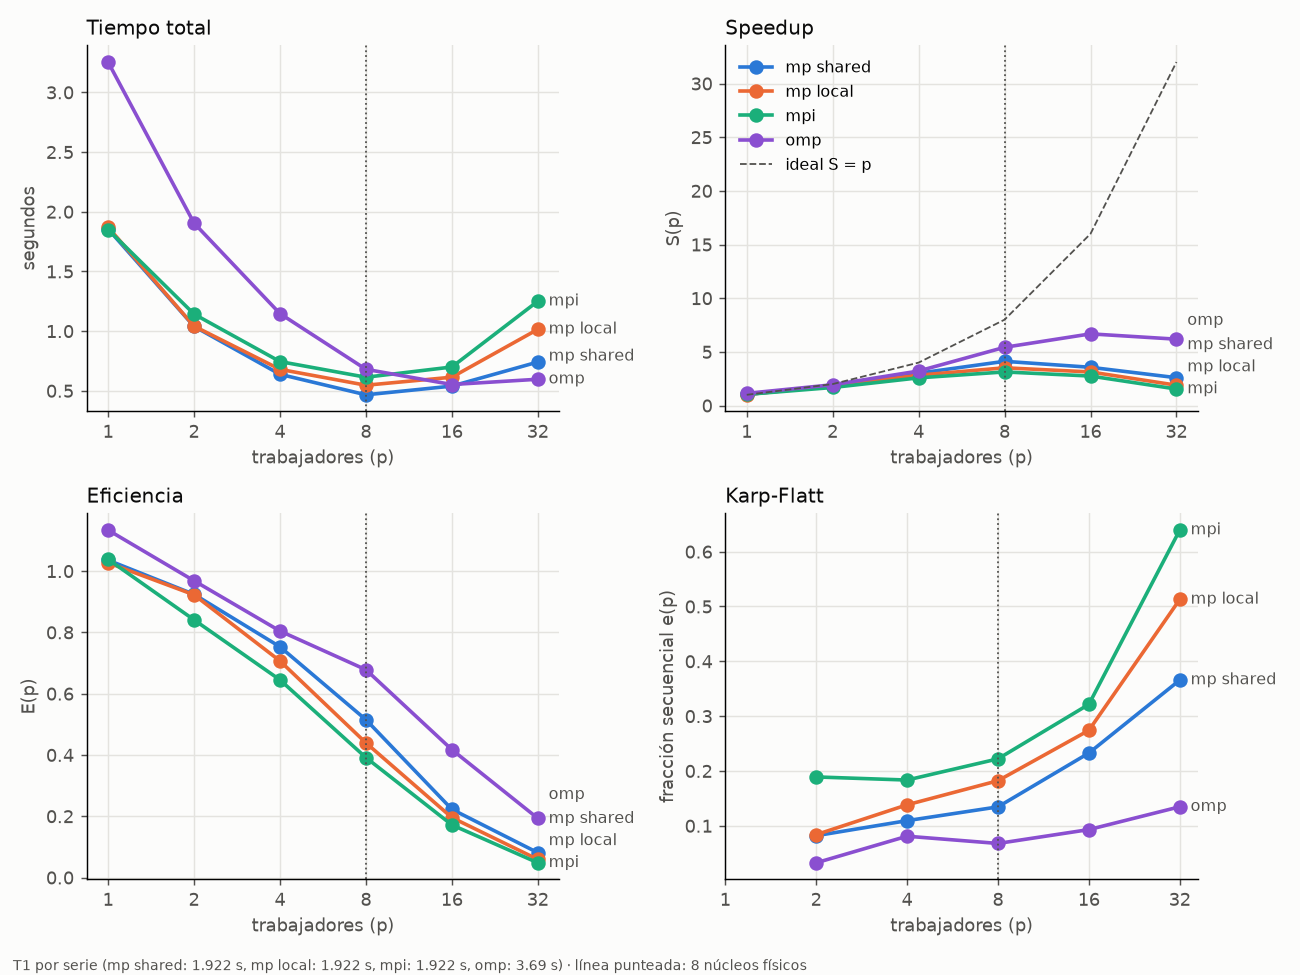 Tiempo total
segundos
3.0
2.5
2.0
1.5
1.0
0.5
mpi
mp local
mp shared
omp
1 2 4 8 16 32
trabajadores (p)
Speedup
mp shared
mp local
mpi
omp
ideal S = p
S(p)
30
25
20
15
10
5
0
omp
mp shared
mp local
mpi
1 2 4 8 16 32
trabajadores (p)
Eficiencia
E(p)
1.0
0.8
0.6
0.4
0.2
0.0
omp
mp shared
mp local
mpi
1 2 4 8 16 32
trabajadores (p)
Karp-Flatt
fracción secuencial e(p)
0.6
0.5
0.4
0.3
0.2
0.1
mpi
mp local
mp shared
omp
1 2 4 8 16 32
trabajadores (p)
T1 por serie (mp shared: 1.922 s, mp local: 1.922 s, mpi: 1.922 s, omp: 3.69 s) · línea punteada: 8 núcleos físicos